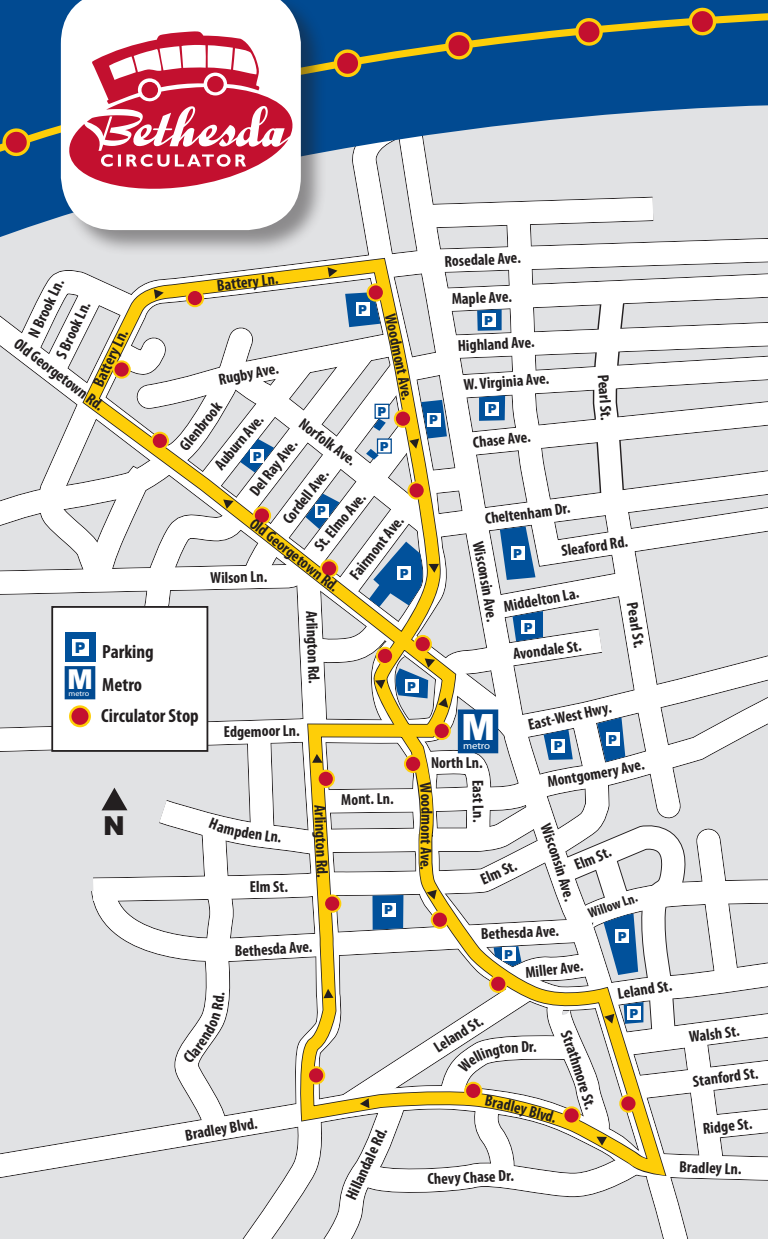 Bethesda
CIRCULATOR
Rosedale Ave.
Battery Ln.
N Brook Ln.
S Brook Ln.
Maple Ave.
P
P
Highland Ave.
Old Georgetown Rd.
Battery Ln.
Woodmont Ave.
Rugby Ave.
W. Virginia Ave.
Pearl St.
P
P
P
Glenbrook
Auburn Ave.
Norfolk Ave.
Chase Ave.
P
P
Del Ray Ave.
Cordell Ave.
P
St. Elmo Ave.
Cheltenham Dr.
Old Georgetown Rd.
Fairmont Ave.
Sleaford Rd.
P
P
Wisconsin Ave.
Wilson Ln.
Middelton La.
P
Arlington Rd.
Pearl St.
Avondale St.
P Parking
M metro Metro
Circulator Stop
P
East-West Hwy.
Edgemoor Ln.
M
metro
P
P
North Ln.
Montgomery Ave.
East Ln.
Mont. Ln.
N
Hampden Ln.
Arlington Rd.
Woodmont Ave.
Wisconsin Ave.
Elm St.
Elm St.
Elm St.
Willow Ln.
P
Bethesda Ave.
P
Bethesda Ave.
P
Miller Ave.
Leland St.
P
Clarendon Rd.
Leland St.
Walsh St.
Wellington Dr.
Strathmore St.
Stanford St.
Bradley Blvd.
Bradley Blvd.
Ridge St.
Hillandale Rd.
Chevy Chase Dr.
Bradley Ln.